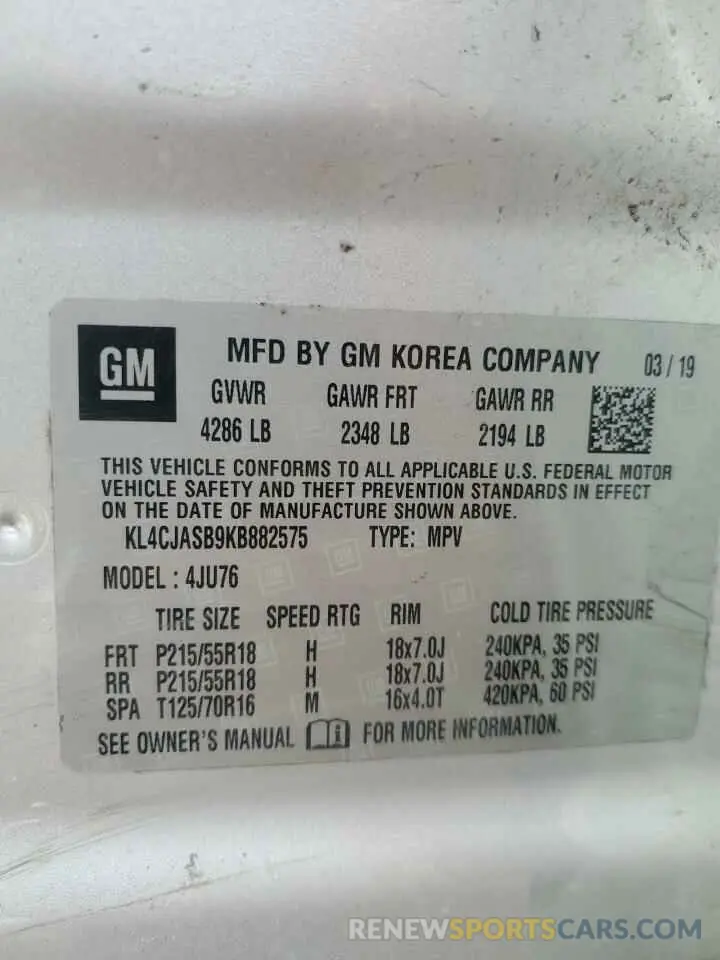 GM MFD BY GM KOREA COMPANY 03/19
GVWR GAWR FRT GAWR RR
4286 LB 2348 LB 2194 LB
THIS VEHICLE CONFORMS TO ALL APPLICABLE U.S. FEDERAL MOTOR
VEHICLE SAFETY AND THEFT PREVENTION STANDARDS IN EFFECT
ON THE DATE OF MANUFACTURE SHOWN ABOVE.
KL4CJASB9KB882575 TYPE: MPV
MODEL : 4JU76
TIRE SIZE SPEED RTG RIM COLD TIRE PRESSURE
FRT P215/55R18 H 18x7.0J 240KPA, 35 PSI
RR P215/55R18 H 18x7.0J 240KPA, 35 PSI
SPA T125/70R16 M 16x4.0T 420KPA, 60 PSI
SEE OWNER'S MANUAL FOR MORE INFORMATION.
RENEWSPORTSCARS.COM